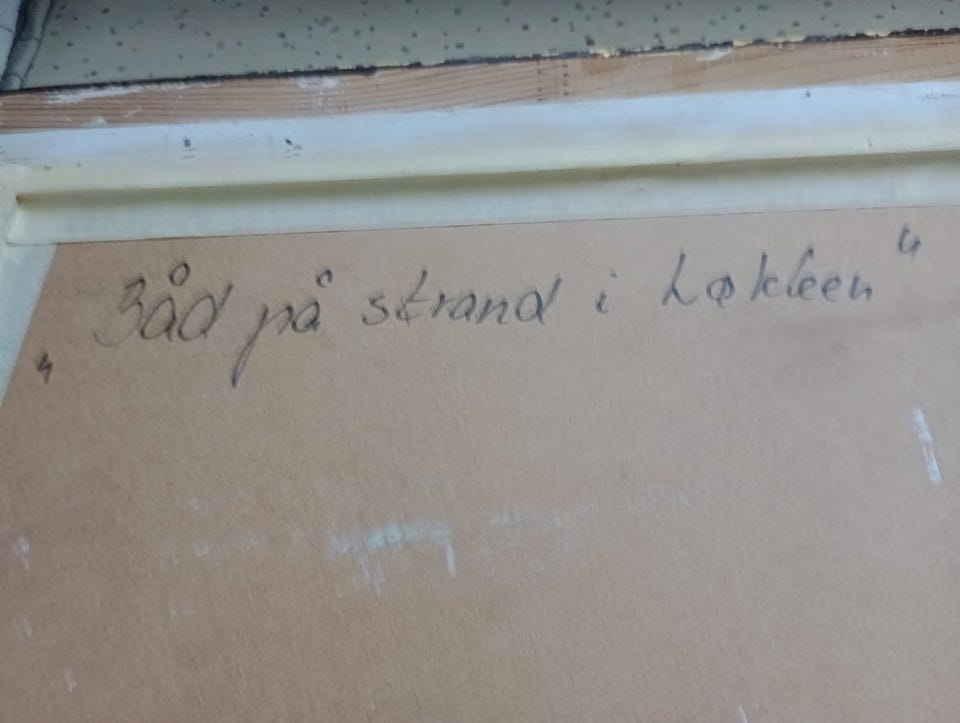 „Båd på strand i Løkken"